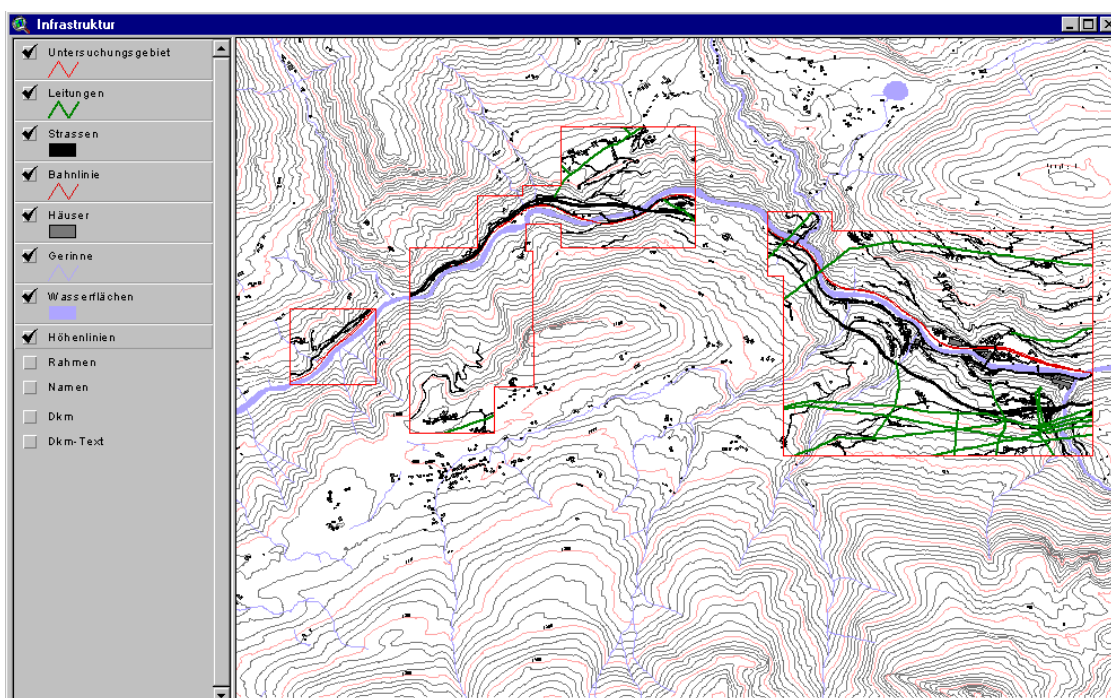 Infrastruktur
Untersuchungsgebiet
Leitungen
Strassen
Bahnlinie
Häuser
Gerinne
Wasserflächen
Höhenlinien
Rahmen
Namen
Dkm
Dkm-Text